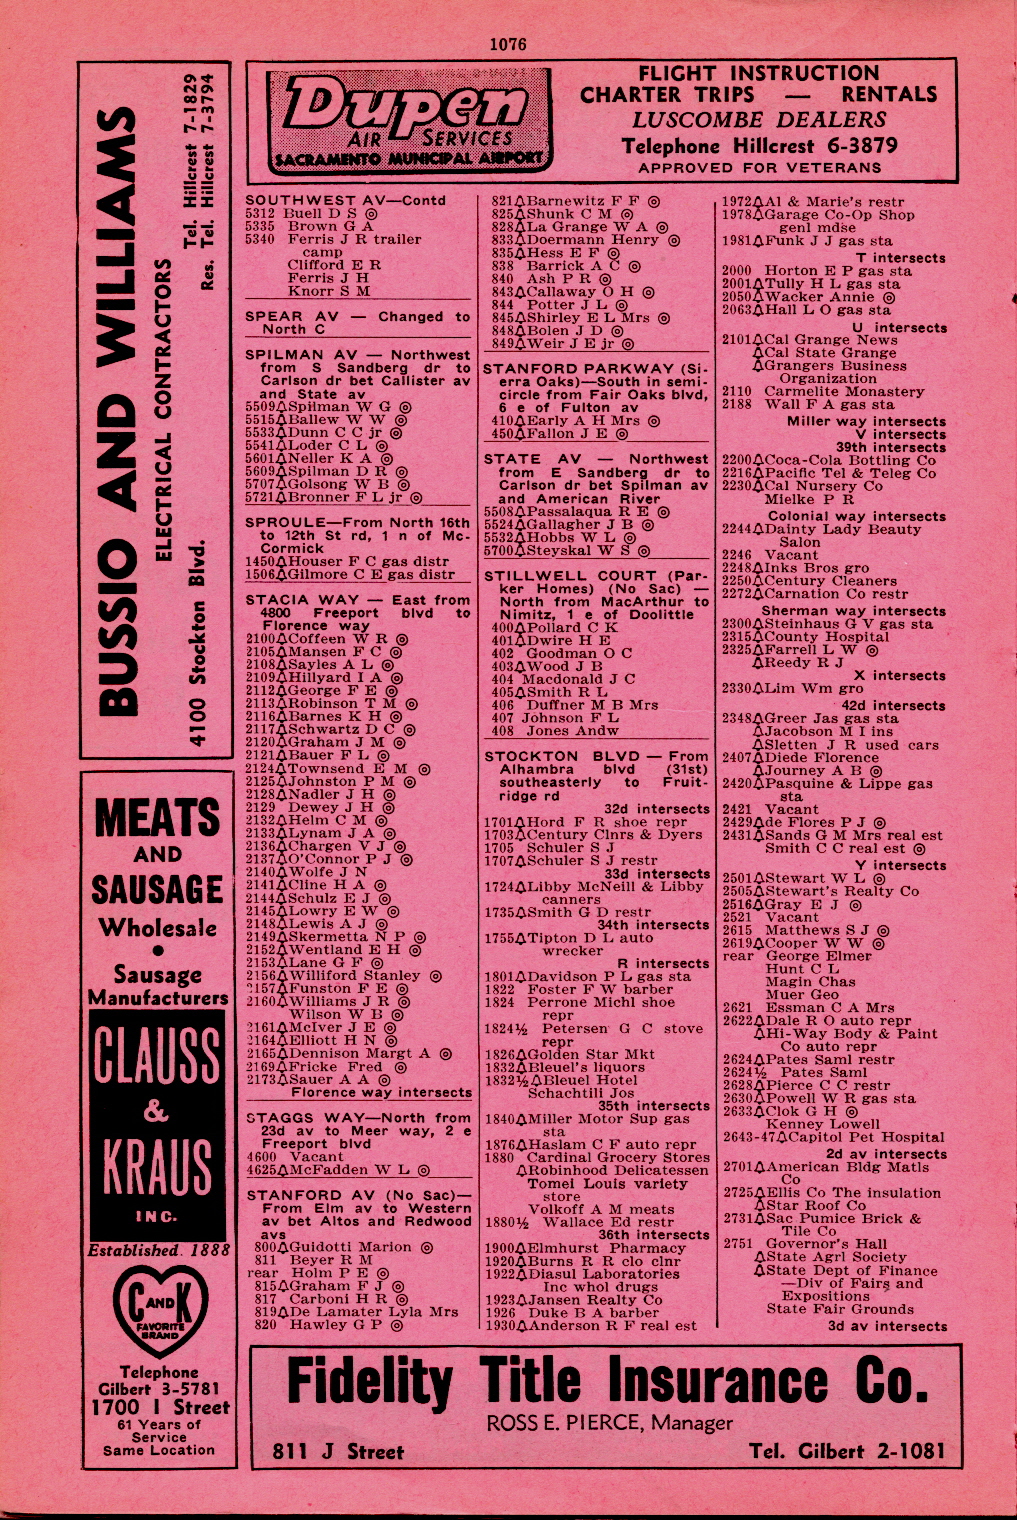 1076
BUSSIO AND WILLIAMS
ELECTRICAL CONTRACTORS
4100 Stockton Blvd.
Tel. Hillcrest 7-1829
Res. Tel. Hillcrest 7-3794
MEATS
AND
SAUSAGE
Wholesale
•
Sausage
Manufacturers
CLAUSS
&
KRAUS
INC.
Established 1888
C AND K
FAVORITE
BRAND
Telephone
Gilbert 3-5781
1700 I Street
61 Years of
Service
Same Location
Dupen
AIR SERVICES
SACRAMENTO MUNICIPAL AIRPORT
FLIGHT INSTRUCTION
CHARTER TRIPS — RENTALS
LUSCOMBE DEALERS
Telephone Hillcrest 6-3879
APPROVED FOR VETERANS
SOUTHWEST AV—Contd
5312 Buell D S ◎
5335 Brown G A
5340 Ferris J R trailer
camp
Clifford E R
Ferris J H
Knorr S M
SPEAR AV — Changed to
North C
SPILMAN AV — Northwest
from S Sandberg dr to
Carlson dr bet Callister av
and State av
5509△Spilman W G ◎
5515△Ballew W W ◎
5533△Dunn C C jr ◎
5541△Loder C L ◎
5601△Neller K A ◎
5609△Spilman D R ◎
5707△Golsong W B ◎
5721△Bronner F L jr ◎
SPROULE—From North 16th
to 12th St rd, 1 n of Mc-
Cormick
1450△Houser F C gas distr
1506△Gilmore C E gas distr
STACIA WAY — East from
4800 Freeport blvd to
Florence way
2100△Coffeen W R ◎
2105△Mansen F C ◎
2108△Sayles A L ◎
2109△Hillyard I A ◎
2112△George F E ◎
2113△Robinson T M ◎
2116△Barnes K H ◎
2117△Schwartz D C ◎
2120△Graham J M ◎
2121△Bauer F L ◎
2124△Townsend E M ◎
2125△Johnston P M ◎
2128△Nadler J H ◎
2129 Dewey J H ◎
2132△Helm C M ◎
2133△Lynam J A ◎
2136△Chargen V J ◎
2137△O'Connor P J ◎
2140△Wolfe J N
2141△Cline H A ◎
2144△Schulz E J ◎
2145△Lowry E W ◎
2148△Lewis A J ◎
2149△Skermetta N P ◎
2152△Wentland E H ◎
2153△Lane G F ◎
2156△Williford Stanley ◎
2157△Funston F E ◎
2160△Williams J R ◎
Wilson W B ◎
2161△McIver J E ◎
2164△Elliott H N ◎
2165△Dennison Margt A ◎
2169△Fricke Fred ◎
2173△Sauer A A ◎
Florence way intersects
STAGGS WAY—North from
23d av to Meer way, 2 e
Freeport blvd
4600 Vacant
4625△McFadden W L ◎
STANFORD AV (No Sac)—
From Elm av to Western
av bet Altos and Redwood
avs
800△Guidotti Marion ◎
811 Beyer R M
rear Holm P E ◎
815△Graham F J ◎
817 Carboni H R ◎
819△De Lamater Lyla Mrs
820 Hawley G P ◎
821△Barnewitz F F ◎
825△Shunk C M ◎
828△La Grange W A ◎
833△Doermann Henry ◎
835△Hess E F ◎
838 Barrick A C ◎
840 Ash P R ◎
843△Callaway O H ◎
844 Potter J L ◎
845△Shirley E L Mrs ◎
848△Bolen J D ◎
849△Weir J E jr ◎
STANFORD PARKWAY (Si-
erra Oaks)—South in semi-
circle from Fair Oaks blvd,
6 e of Fulton av
410△Early A H Mrs ◎
450△Fallon J E ◎
STATE AV — Northwest
from E Sandberg dr to
Carlson dr bet Spilman av
and American River
5508△Passalaqua R E ◎
5524△Gallagher J B ◎
5532△Hobbs W L ◎
5700△Steyskal W S ◎
STILLWELL COURT (Par-
ker Homes) (No Sac) —
North from MacArthur to
Nimitz, 1 e of Doolittle
400△Pollard C K
401△Dwire H E
402 Goodman O C
403△Wood J B
404 Macdonald J C
405△Smith R L
406 Duffner M B Mrs
407 Johnson F L
408 Jones Andw
STOCKTON BLVD — From
Alhambra blvd (31st)
southeasterly to Fruit-
ridge rd
32d intersects
1701△Hord F R shoe repr
1703△Century Clnrs & Dyers
1705 Schuler S J
1707△Schuler S J restr
33d intersects
1724△Libby McNeill & Libby
canners
1735△Smith G D restr
34th intersects
1755△Tipton D L auto
wrecker
R intersects
1801△Davidson P L gas sta
1822 Foster F W barber
1824 Perrone Michl shoe
repr
1824½ Petersen G C stove
repr
1826△Golden Star Mkt
1832△Bleuel's liquors
1832½△Bleuel Hotel
Schachtili Jos
35th intersects
1840△Miller Motor Sup gas
sta
1876△Haslam C F auto repr
1880 Cardinal Grocery Stores
△Robinhood Delicatessen
Tomei Louis variety
store
Volkoff A M meats
1880½ Wallace Ed restr
36th intersects
1900△Elmhurst Pharmacy
1920△Burns R R clo clnr
1922△Diasul Laboratories
Inc whol drugs
1923△Jansen Realty Co
1926 Duke B A barber
1930△Anderson R F real est
1972△Al & Marie's restr
1978△Garage Co-Op Shop
genl mdse
1981△Funk J J gas sta
T intersects
2000 Horton E P gas sta
2001△Tully H L gas sta
2050△Wacker Annie ◎
2063△Hall L O gas sta
U intersects
2101△Cal Grange News
△Cal State Grange
△Grangers Business
Organization
2110 Carmelite Monastery
2188 Wall F A gas sta
Miller way intersects
V intersects
39th intersects
2200△Coca-Cola Bottling Co
2216△Pacific Tel & Teleg Co
2230△Cal Nursery Co
Mielke P R
Colonial way intersects
2244△Dainty Lady Beauty
Salon
2246 Vacant
2248△Inks Bros gro
2250△Century Cleaners
2272△Carnation Co restr
Sherman way intersects
2300△Steinhaus G V gas sta
2315△County Hospital
2325△Farrell L W ◎
△Reedy R J
X intersects
2330△Lim Wm gro
42d intersects
2348△Greer Jas gas sta
△Jacobson M I ins
△Sletten J R used cars
2407△Diede Florence
△Journey A B ◎
2420△Pasquine & Lippe gas
sta
2421 Vacant
2429△de Flores P J ◎
2431△Sands G M Mrs real est
Smith C C real est ◎
Y intersects
2501△Stewart W L ◎
2505△Stewart's Realty Co
2516△Gray E J ◎
2521 Vacant
2615 Matthews S J ◎
2619△Cooper W W ◎
rear George Elmer
Hunt C L
Magin Chas
Muer Geo
2621 Essman C A Mrs
2622△Dale R O auto repr
△Hi-Way Body & Paint
Co auto repr
2624△Pates Saml restr
2624½ Pates Saml
2628△Pierce C C restr
2630△Powell W R gas sta
2633△Clok G H ◎
Kenney Lowell
2643-47△Capitol Pet Hospital
2d av intersects
2701△American Bldg Matls
Co
2725△Ellis Co The insulation
△Star Roof Co
2731△Sac Pumice Brick &
Tile Co
2751 Governor's Hall
△State Agrl Society
△State Dept of Finance
—Div of Fairs and
Expositions
State Fair Grounds
3d av intersects
Fidelity Title Insurance Co.
ROSS E. PIERCE, Manager
811 J Street Tel. Gilbert 2-1081